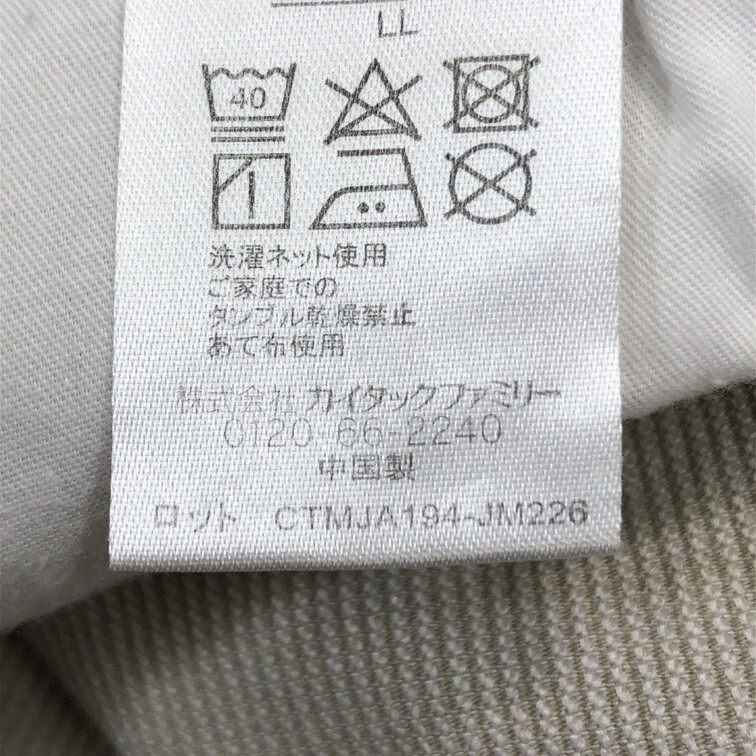 LL
40
洗濯ネット使用
ご家庭での
タンブル乾燥禁止
あて布使用
株式会社カイタックファミリー
0120-66-2240
中国製
ロット CTMJA194-JM226